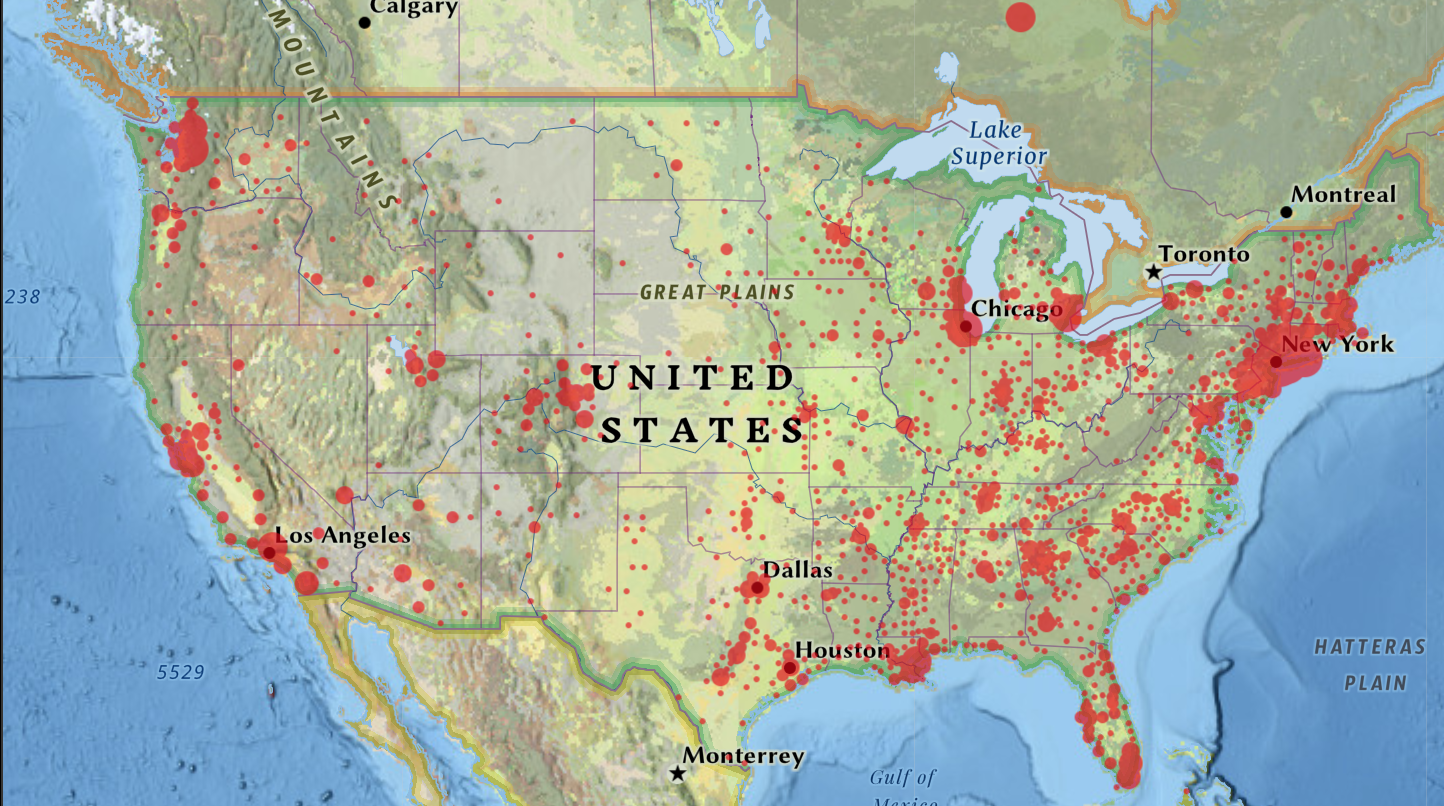 Calgary
MOUNTAINS
Lake
Superior
Montreal
Toronto
238
GREAT PLAINS
Chicago
New York
UNITED
STATES
Los Angeles
Dallas
Houston
HATTERAS
PLAIN
5529
Monterrey
Gulf of
Mexico